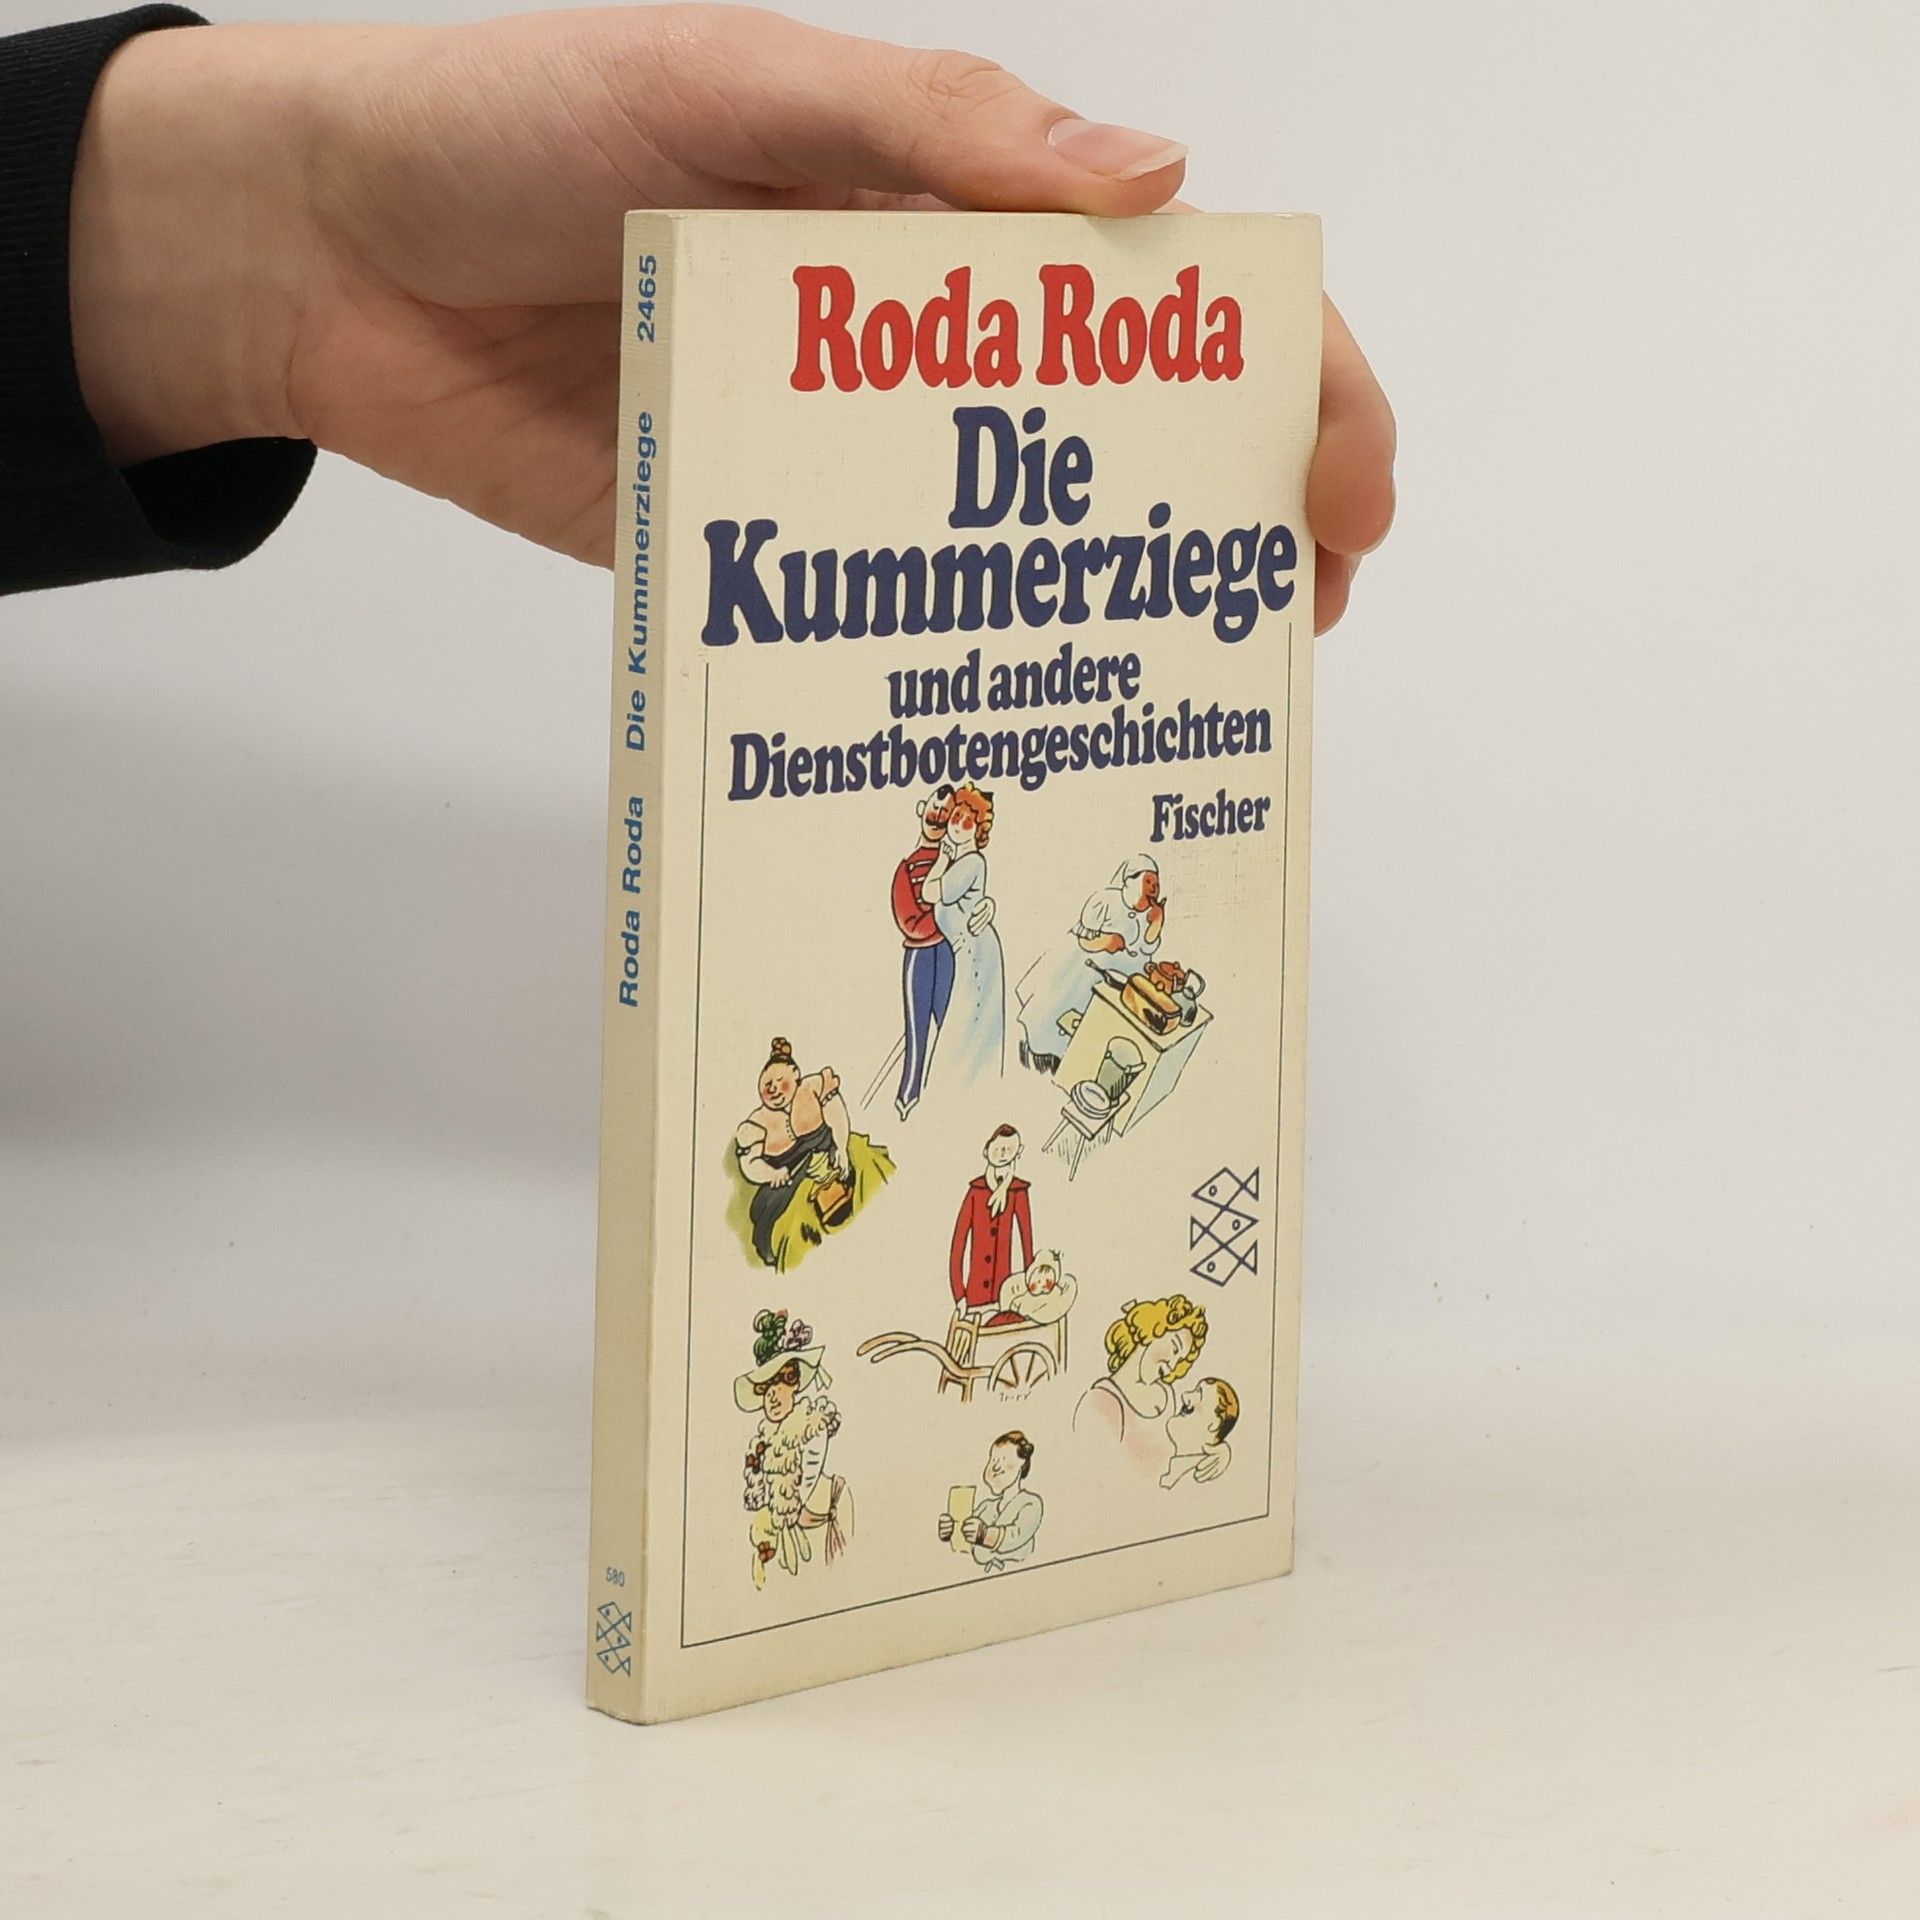 Roda Roda
Die
Kummerziege
und andere
Dienstbotengeschichten
Fischer
Roda Roda Die Kummerziege 2465
580